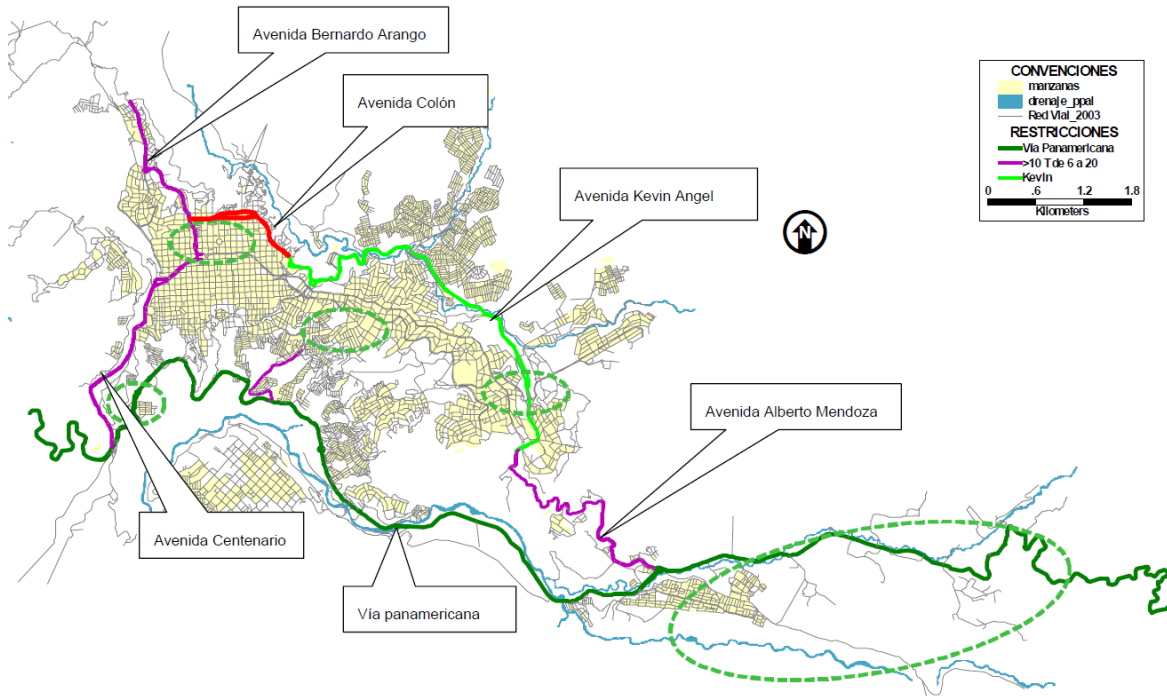 Avenida Bernardo Arango
Avenida Colón
Avenida Kevin Angel
Avenida Alberto Mendoza
Avenida Centenario
Vía panamericana
N
CONVENCIONES
manzanas
drenaje_ppal
Red Vial_2003
RESTRICCIONES
Vía Panamericana
>10 T de 6 a 20
Kevin
0 .6 1.2 1.8
Kilometers